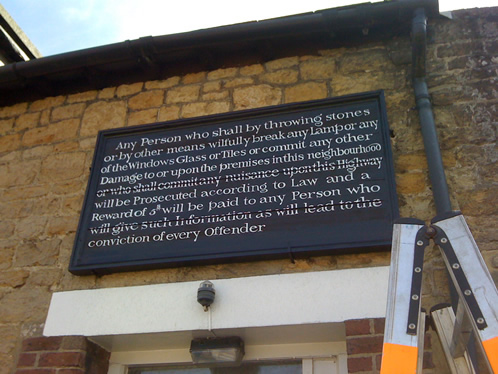 Any Person who shall by throwing stones
or by other means wilfully break any Lamp or any
of the Windows Glass or Tiles or commit any other
Damage to or upon the premises in this neighbourhood
or who shall commit any nuisance upon this Highway
will be Prosecuted according to Law and a
Reward of 5ˢ will be paid to any Person who
will give such Information as will lead to the
conviction of every Offender